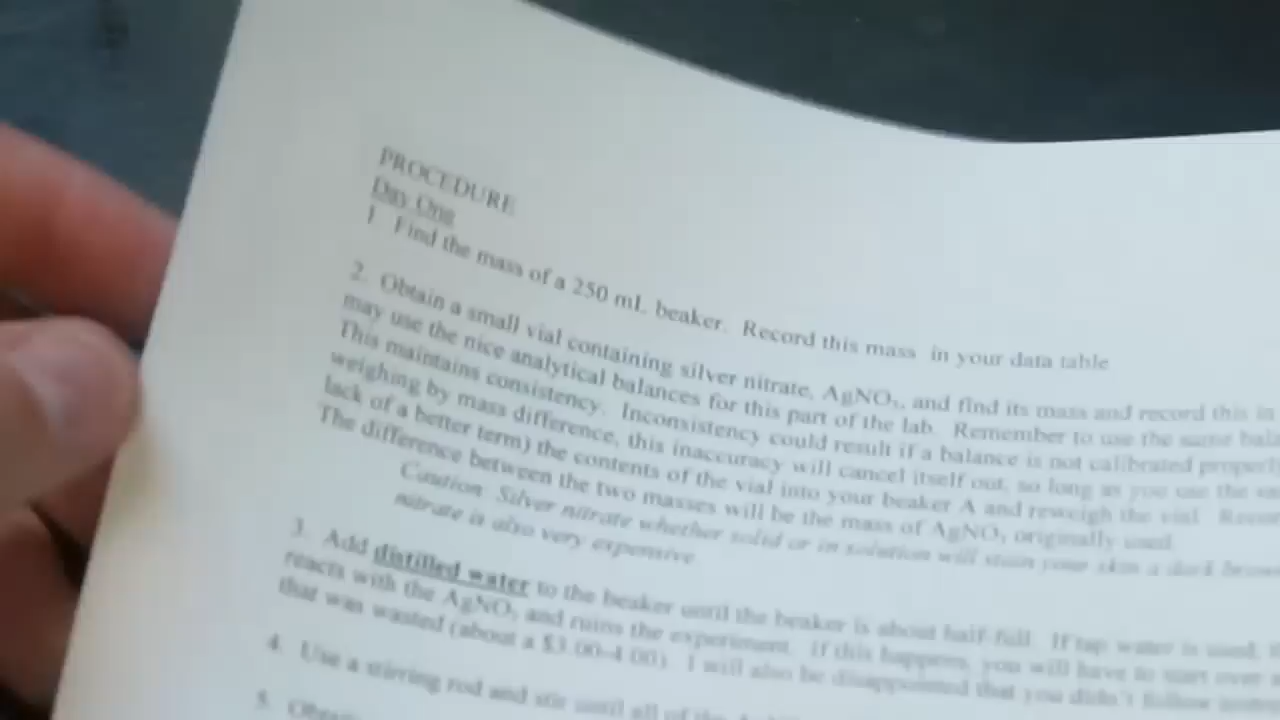 PROCEDURE
Day One
1 Find the mass of a 250 mL beaker. Record this mass in your data table
2. Obtain a small vial containing silver nitrate, AgNO₃, and find its mass and record this in
may use the nice analytical balances for this part of the lab. Remember to use the same
This maintains consistency. Inconsistency could result if a balance is not calibrated
weighing by mass difference, this inaccuracy will cancel itself out, so long as you use the
lack of a better term) the contents of the vial into your beaker A and reweigh the vial.
The difference between the two masses will be the mass of AgNO₃ originally used.
Caution Silver nitrate whether solid or in solution will stain your skin a dark
nitrate is also very expensive
3. Add distilled water to the beaker until the beaker is about half-full. If tap water is used,
reacts with the AgNO₃ and ruins the experiment. If this happens, you will have to start over
that was wasted (about a $3.00-4.00). I will also be disappointed that you didn't follow
4. Use a stirring rod and stir until all of the
5.